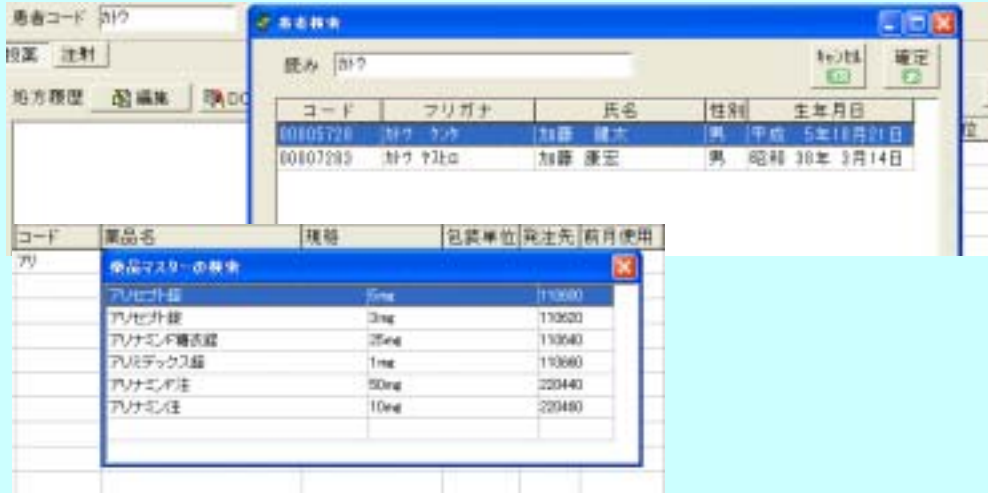 患者コード カトウ
投薬 注射
処方履歴 編集 DC
患者検索
読み カトウ
キャンセル 確定
コード フリガナ 氏名 性別 生年月日
カトウ ケンタ 加藤 健太 男 平成 5年10月21日
00807283 カトウ ヤスヒロ 加藤 康宏 男 昭和 38年 3月14日
位
コード 薬品名 規格 包装単位 発注先 前月使用
アリ
薬品マスターの検索
アリセプト錠 5mg 110600
アリセプト錠 3mg 110620
アリナミンF糖衣錠 25mg 110640
アリミデックス錠 1mg 110660
アリナミンF注 50mg 220440
アリナミン注 10mg 220460